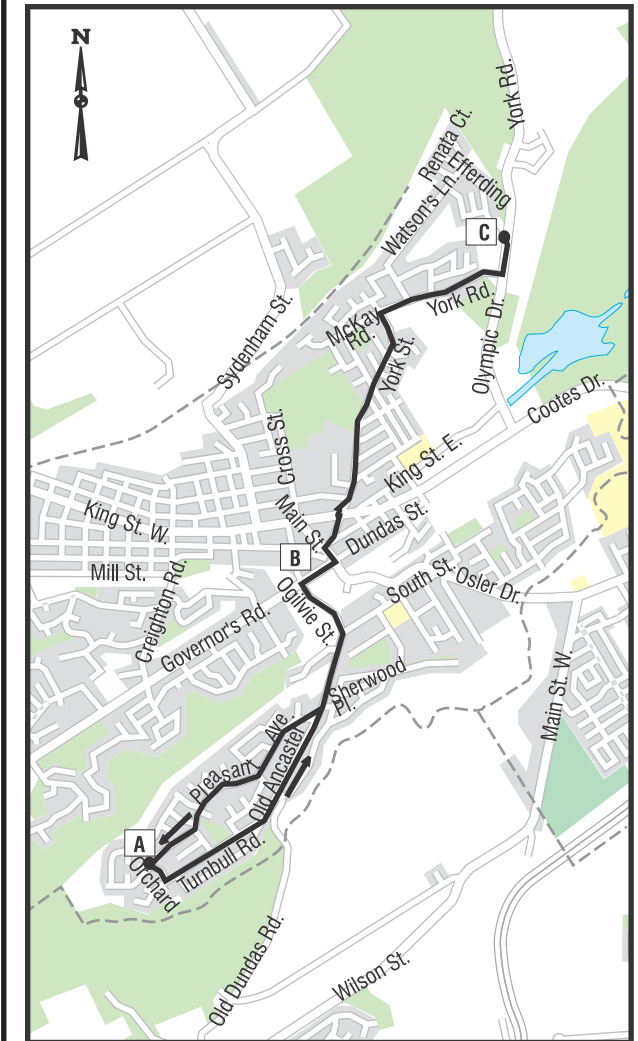 N
York Rd.
Renata Ct.
Efferding
Watson's Ln.
C
York Rd.
McKay
Rd.
Sydenham St.
York St.
Olympic Dr.
Cootes Dr.
Cross St.
King St. E.
King St. W.
Main St.
Dundas St.
B
Mill St.
Creighton Rd.
South St.
Osler Dr.
Ogilvie St.
Governor's Rd.
Sherwood
Pl.
Main St. W.
Pleasant Ave.
Old Ancaster
A
Orchard
Turnbull Rd.
Old Dundas Rd.
Wilson St.